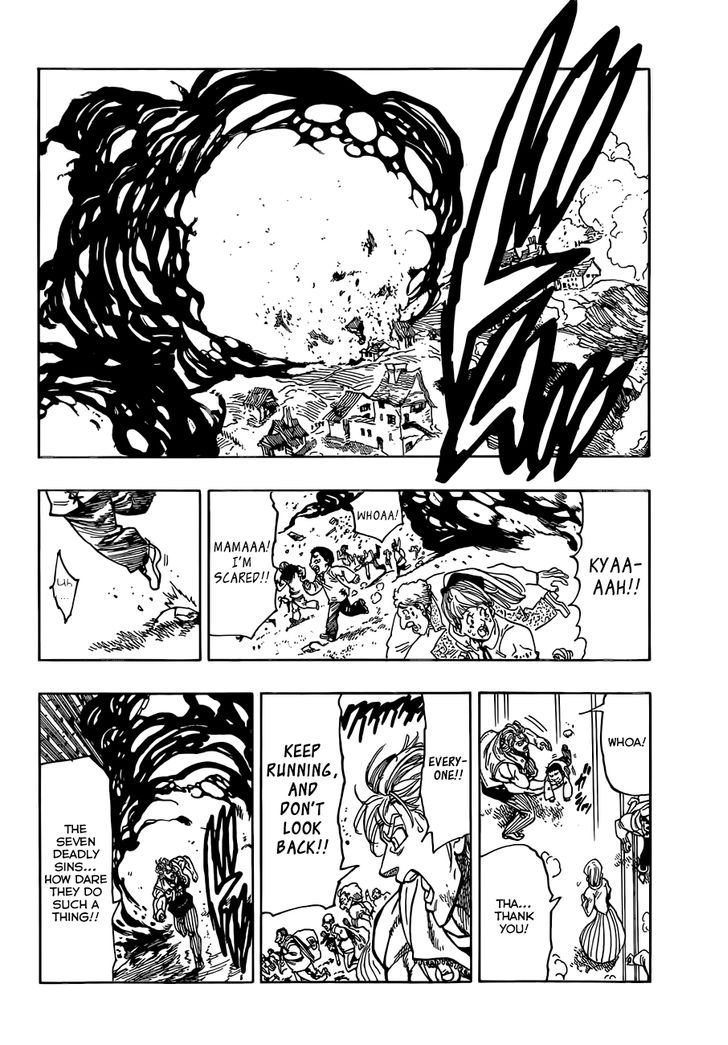 WHOAA!
KYAA-
AAH!!
MAMAAA!
I'M
SCARED!!
Uh
WHOA!
THA...
THANK
YOU!
EVERY-
ONE!!
KEEP
RUNNING,
AND
DON'T
LOOK
BACK!!
THE
SEVEN
DEADLY
SINS...
HOW DARE
THEY DO
SUCH A
THING!!